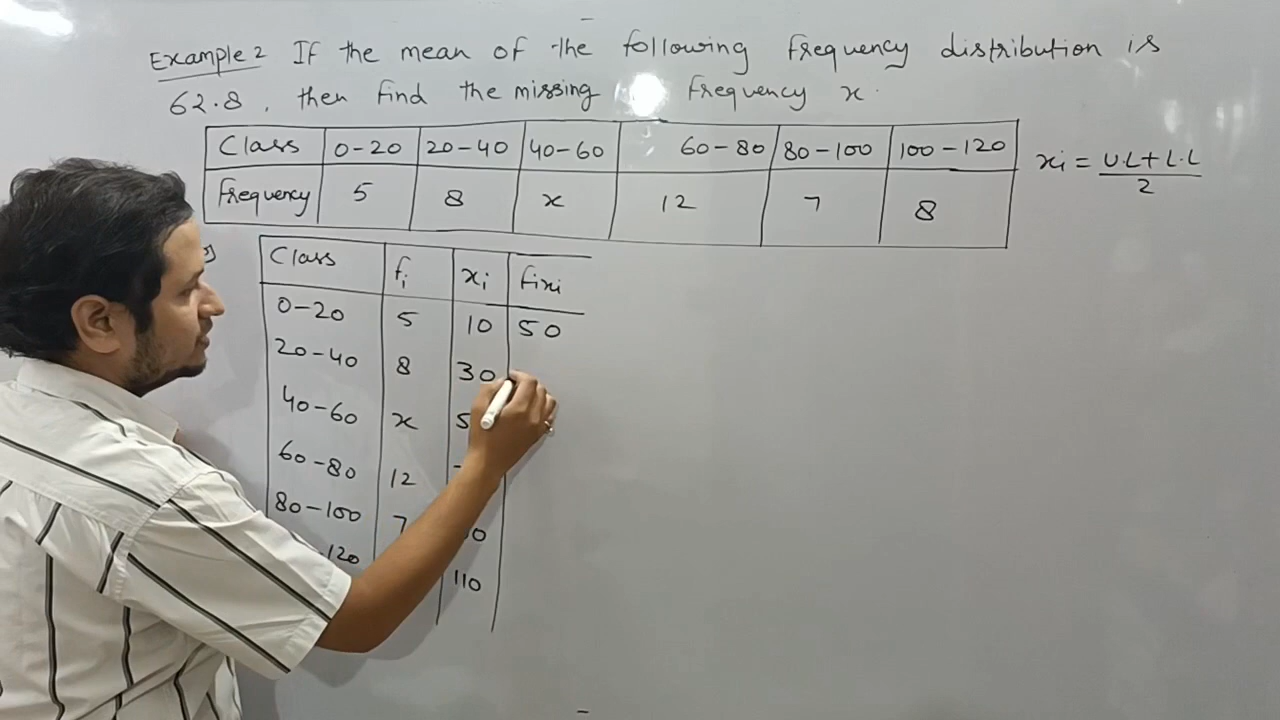 Example 2 If the mean of the following frequency distribution is
62.8, then find the missing frequency x.
Class 0-20 20-40 40-60 60-80 80-100 100-120
frequency 5 8 x 12 7 8
xi = U.L+L.L
2
Class fi xi fixi
0-20 5 10 50
20-40 8 30
40-60 x
60-80 12
80-100 7
110